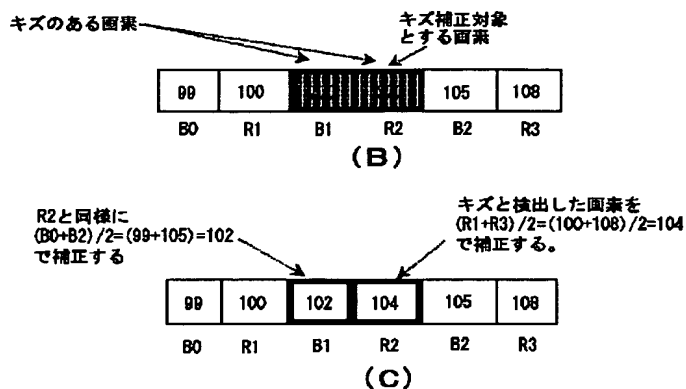 キズのある画素
キズ補正対象
とする画素
99 100 105 108
B0 R1 B1 R2 B2 R3
(B)
R2と同様に
(B0+B2)/2=(99+105)=102
で補正する
キズと検出した画素を
(R1+R3)/2=(100+108)/2=104
で補正する。
99 100 102 104 105 108
B0 R1 B1 R2 B2 R3
(C)